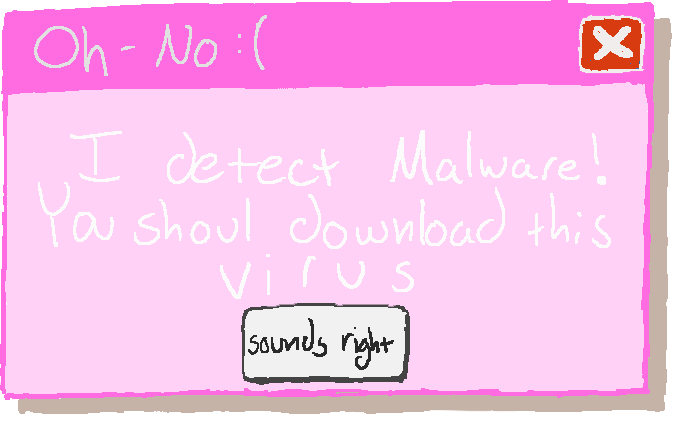 Oh-No :(
I detect Malware!
You shoul download this
virus
sounds right